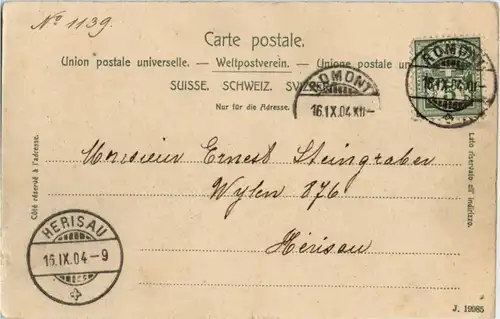 No 1139.
Carte postale.
Union postale universelle. — Weltpostverein. — Unione postale un
SUISSE. SCHWEIZ. SVIZZERA
Nur für die Adresse.
ROMONT
16.IX.04.XII–
ROMONT
16.IX.04.XII–
Côté réservé à l'adresse.
Lato riservato all' indirizzo.
Monsieur Ernest Steingraber
Wylen 876
Hérisau
HERISAU
16.IX.04–9
J. 19985